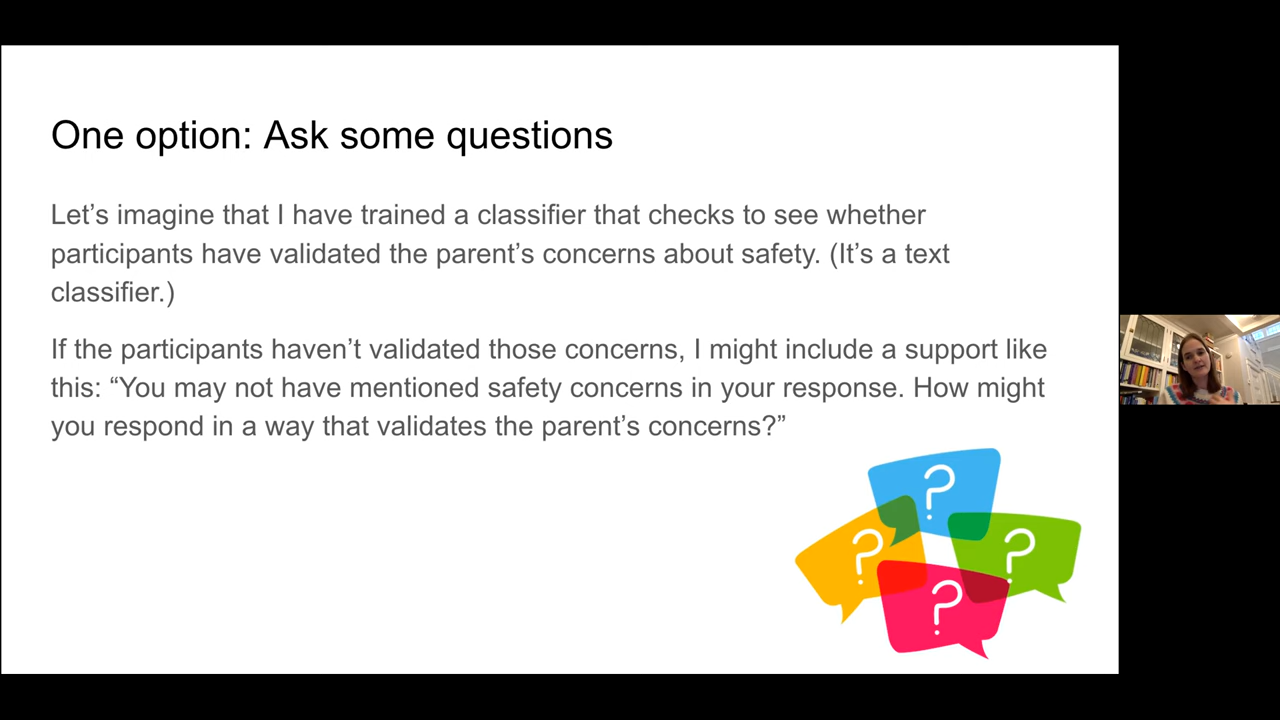 One option: Ask some questions
Let’s imagine that I have trained a classifier that checks to see whether
participants have validated the parent’s concerns about safety. (It’s a text
classifier.)
If the participants haven’t validated those concerns, I might include a support like
this: “You may not have mentioned safety concerns in your response. How might
you respond in a way that validates the parent’s concerns?”
?
?
?
?